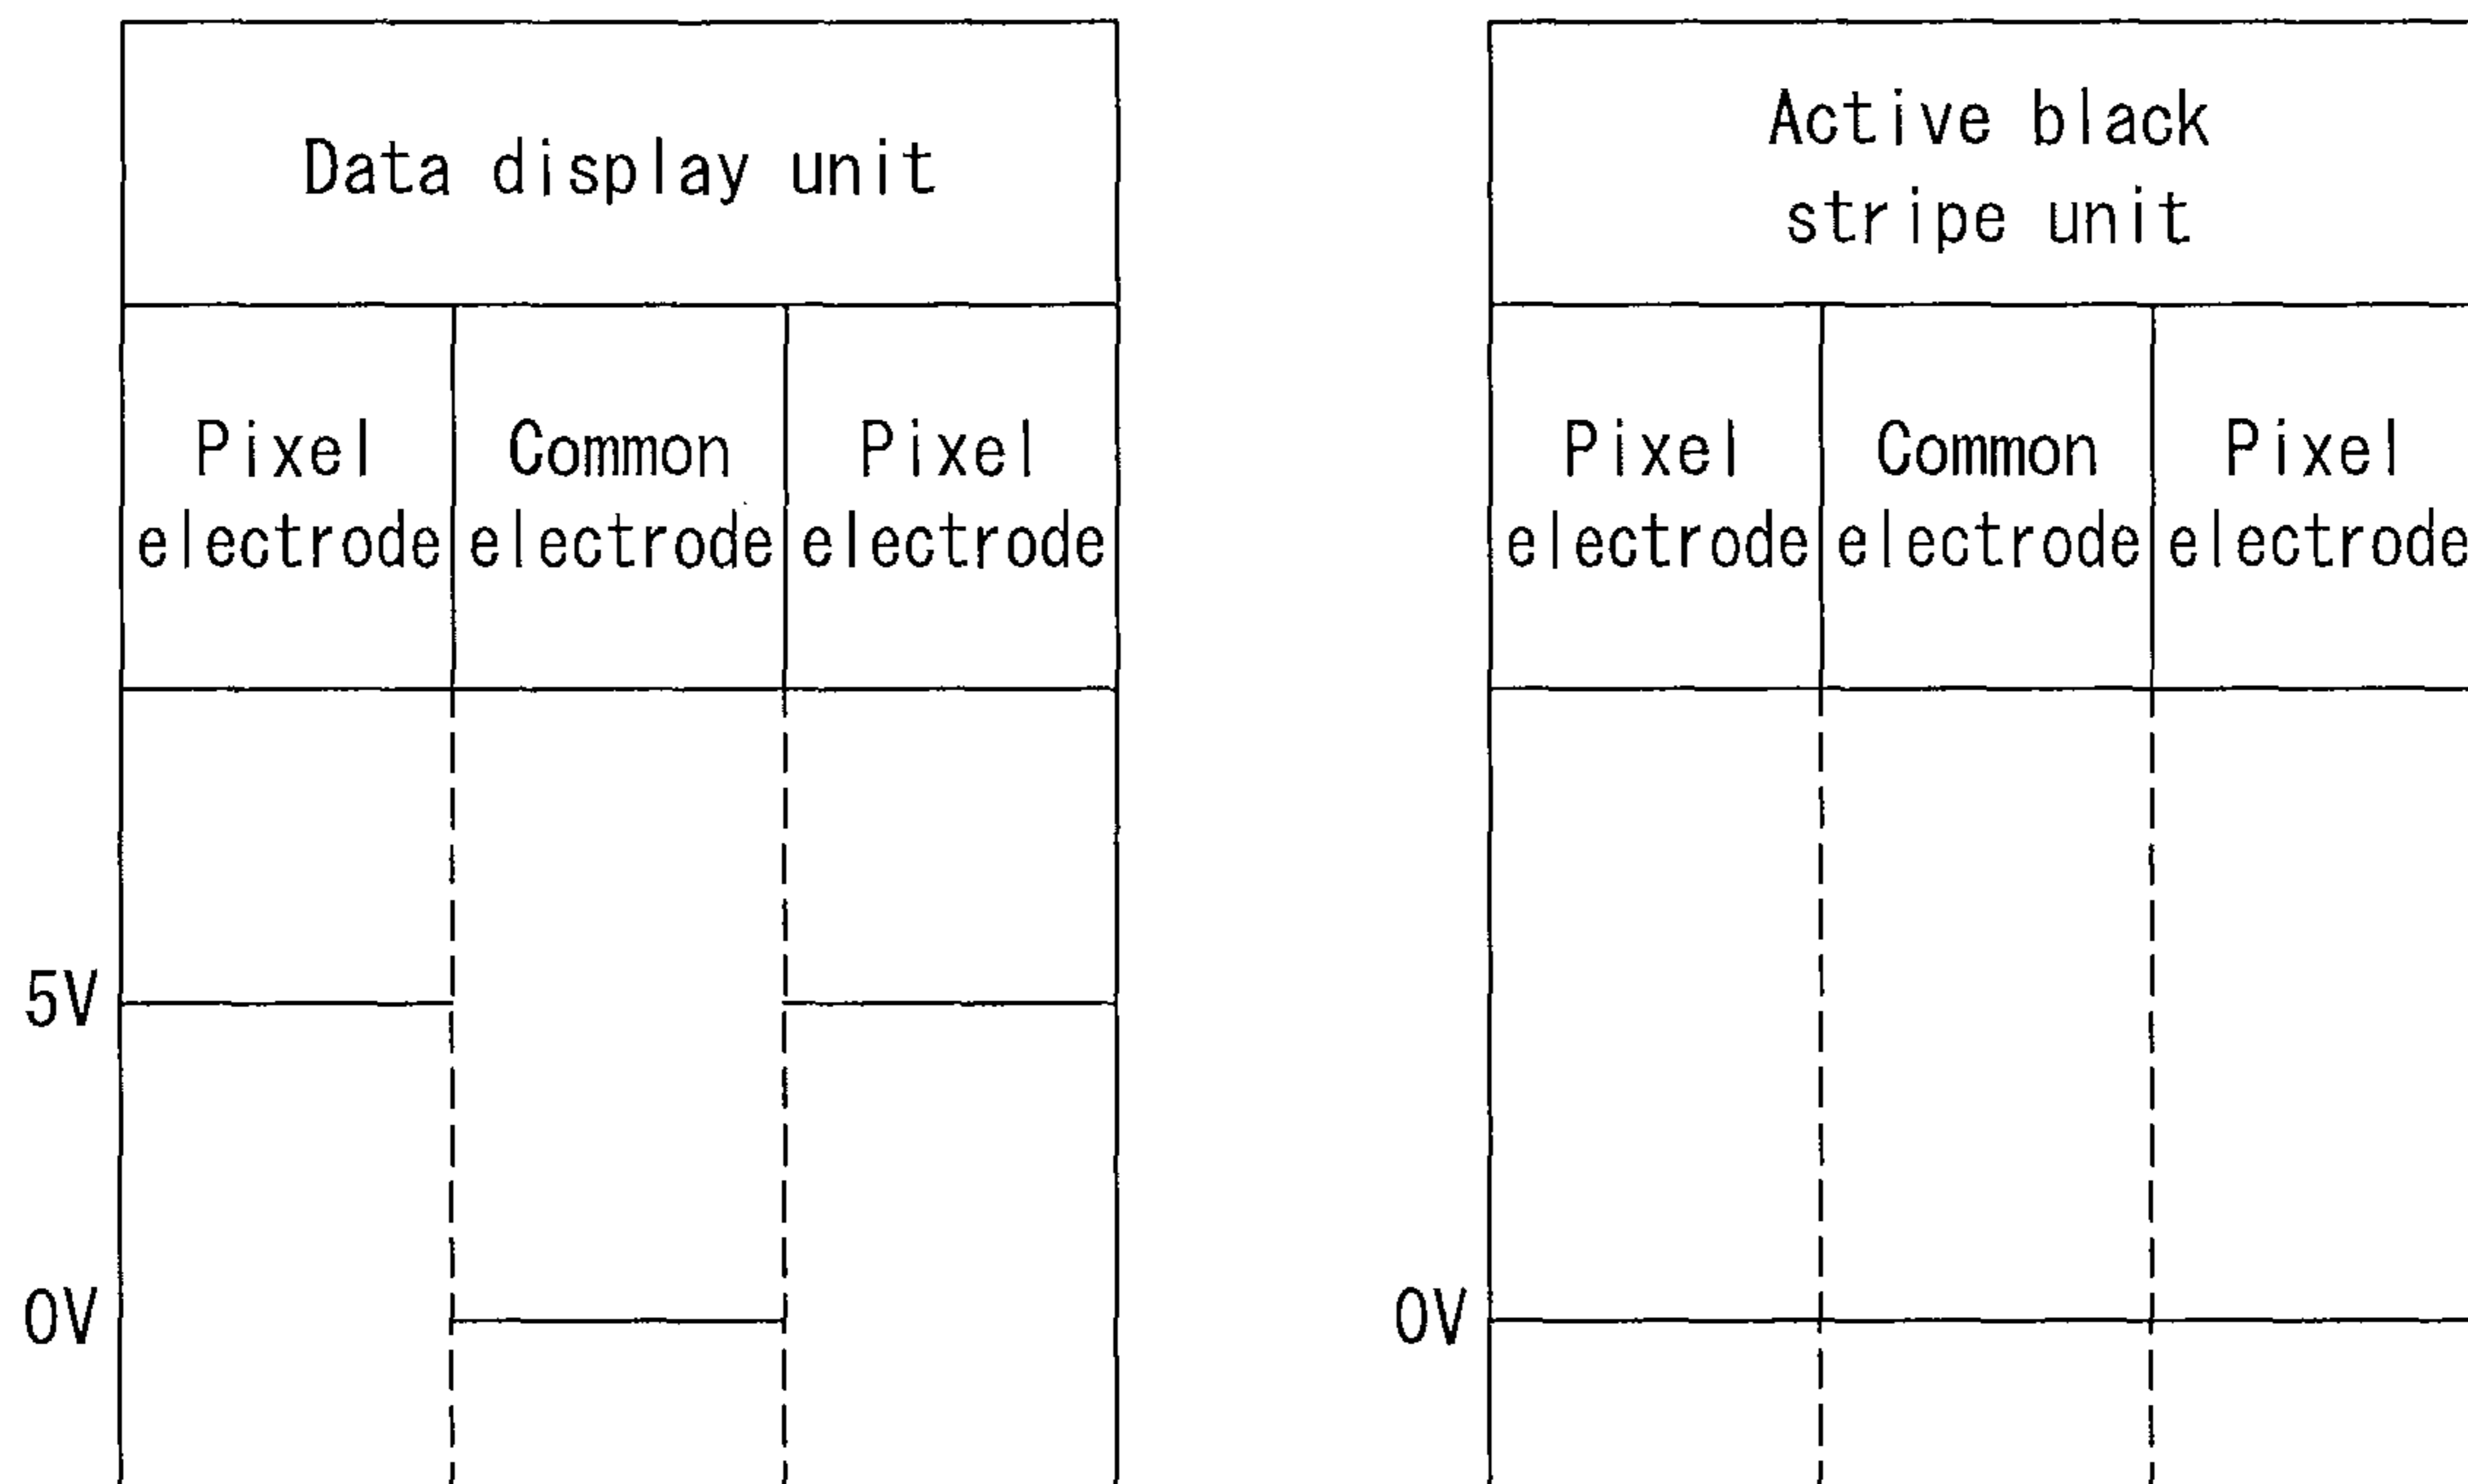 Data display unit
Pixel
electrode
Common
electrode
Pixel
electrode
5V
0V
Active black
stripe unit
Pixel
electrode
Common
electrode
Pixel
electrode
0V